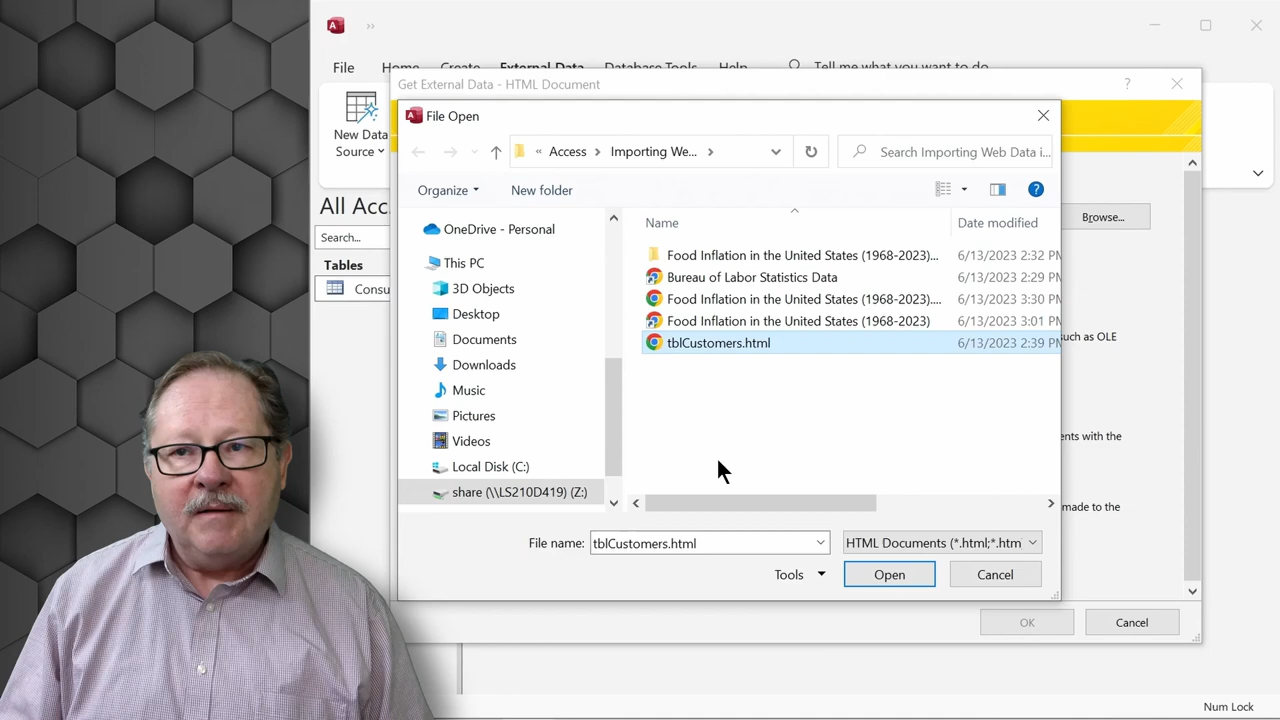 File Home Create External Data Database Tools Help Tell me what you want to do
Get External Data - HTML Document
?
New Data
Source
File Open
« Access > Importing We... >
Search Importing Web Data i...
Organize
New folder
?
All Acc
Search...
Tables
Consu
Browse...
Name
Date modified
OneDrive - Personal
This PC
3D Objects
Desktop
Documents
Downloads
Music
Pictures
Videos
Local Disk (C:)
share (\\LS210D419) (Z:)
Food Inflation in the United States (1968-2023)... 6/13/2023 2:32 PM
Bureau of Labor Statistics Data 6/13/2023 2:29 PM
Food Inflation in the United States (1968-2023).... 6/13/2023 3:30 PM
Food Inflation in the United States (1968-2023) 6/13/2023 3:01 PM
tblCustomers.html 6/13/2023 2:39 PM
such as OLE
ents with the
made to the
File name: tblCustomers.html
HTML Documents (*.html;*.htm
Tools
Open
Cancel
OK
Cancel
Num Lock